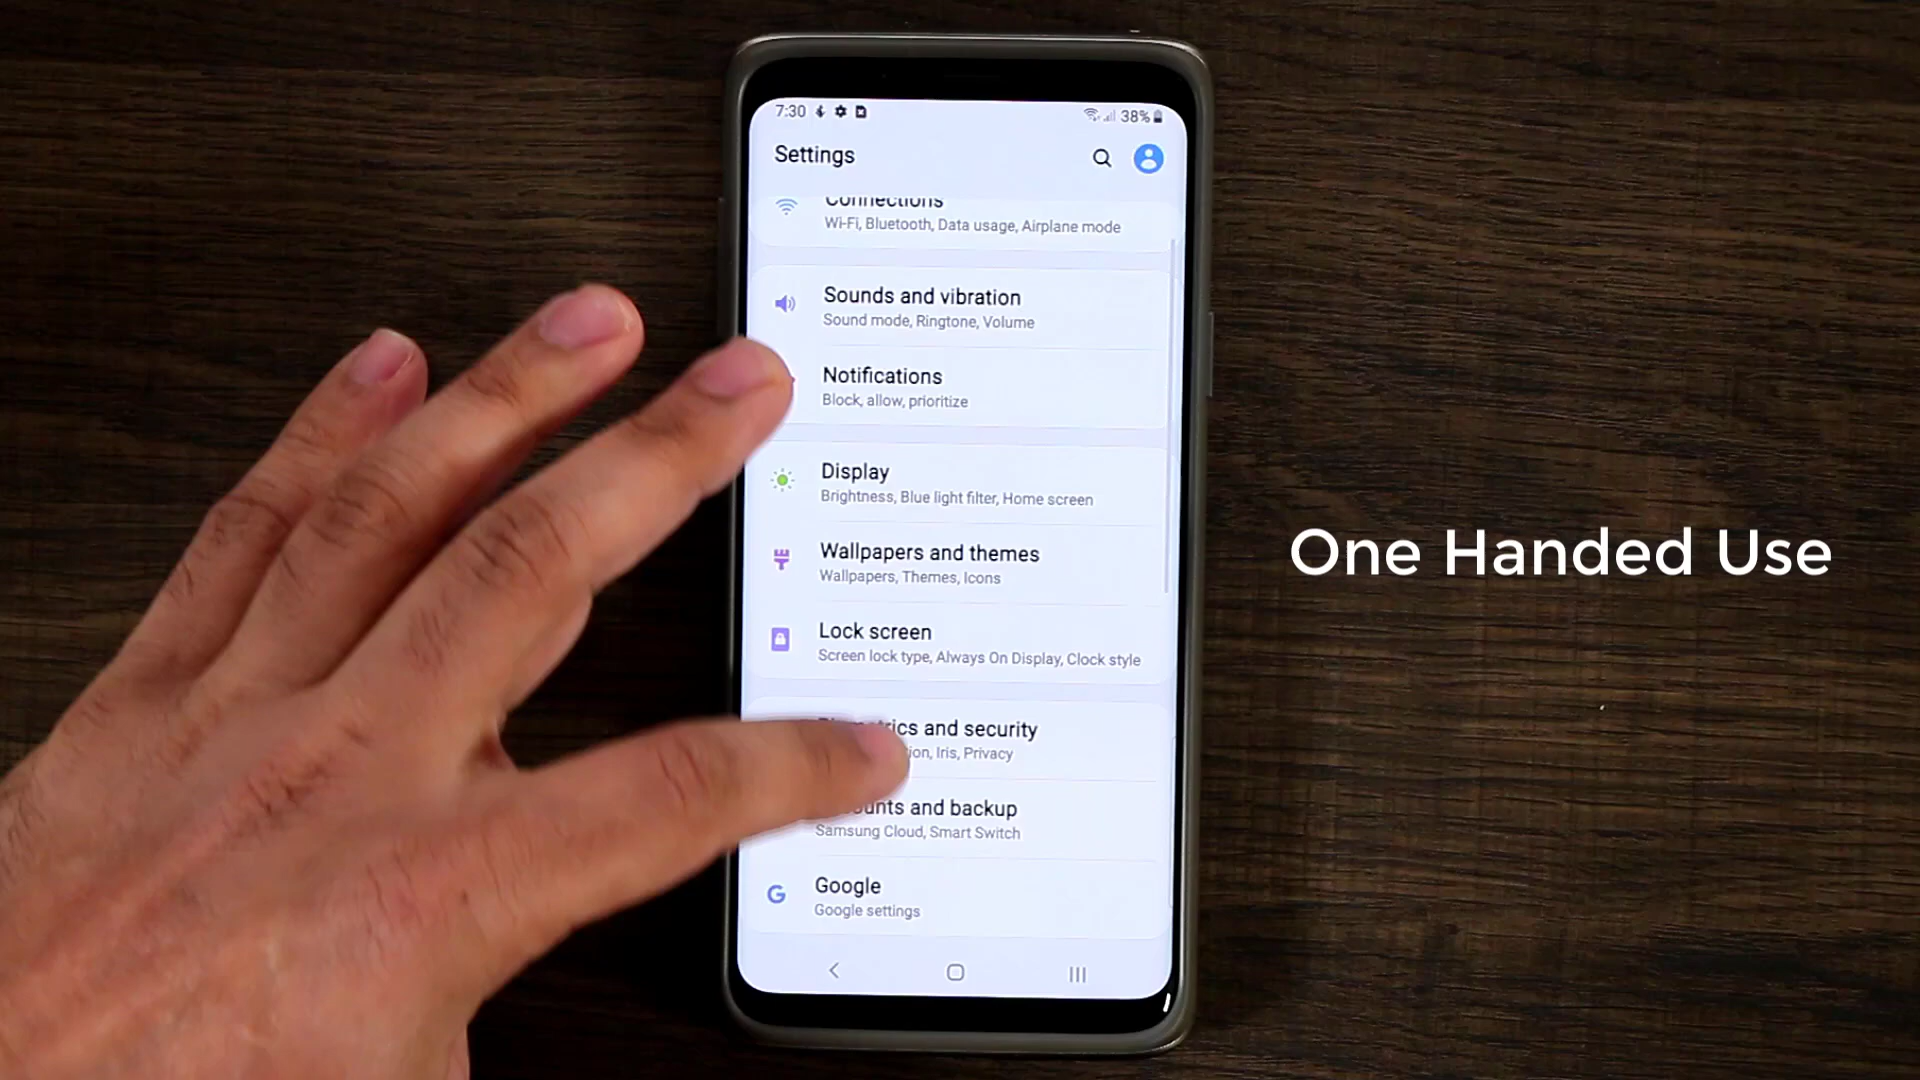 7:30
38%
Settings
Connections
Wi-Fi, Bluetooth, Data usage, Airplane mode
Sounds and vibration
Sound mode, Ringtone, Volume
Notifications
Block, allow, prioritize
Display
Brightness, Blue light filter, Home screen
Wallpapers and themes
Wallpapers, Themes, Icons
One Handed Use
Lock screen
Screen lock type, Always On Display, Clock style
and security
Iris, Privacy
and backup
Samsung Cloud, Smart Switch
G
Google
Google settings